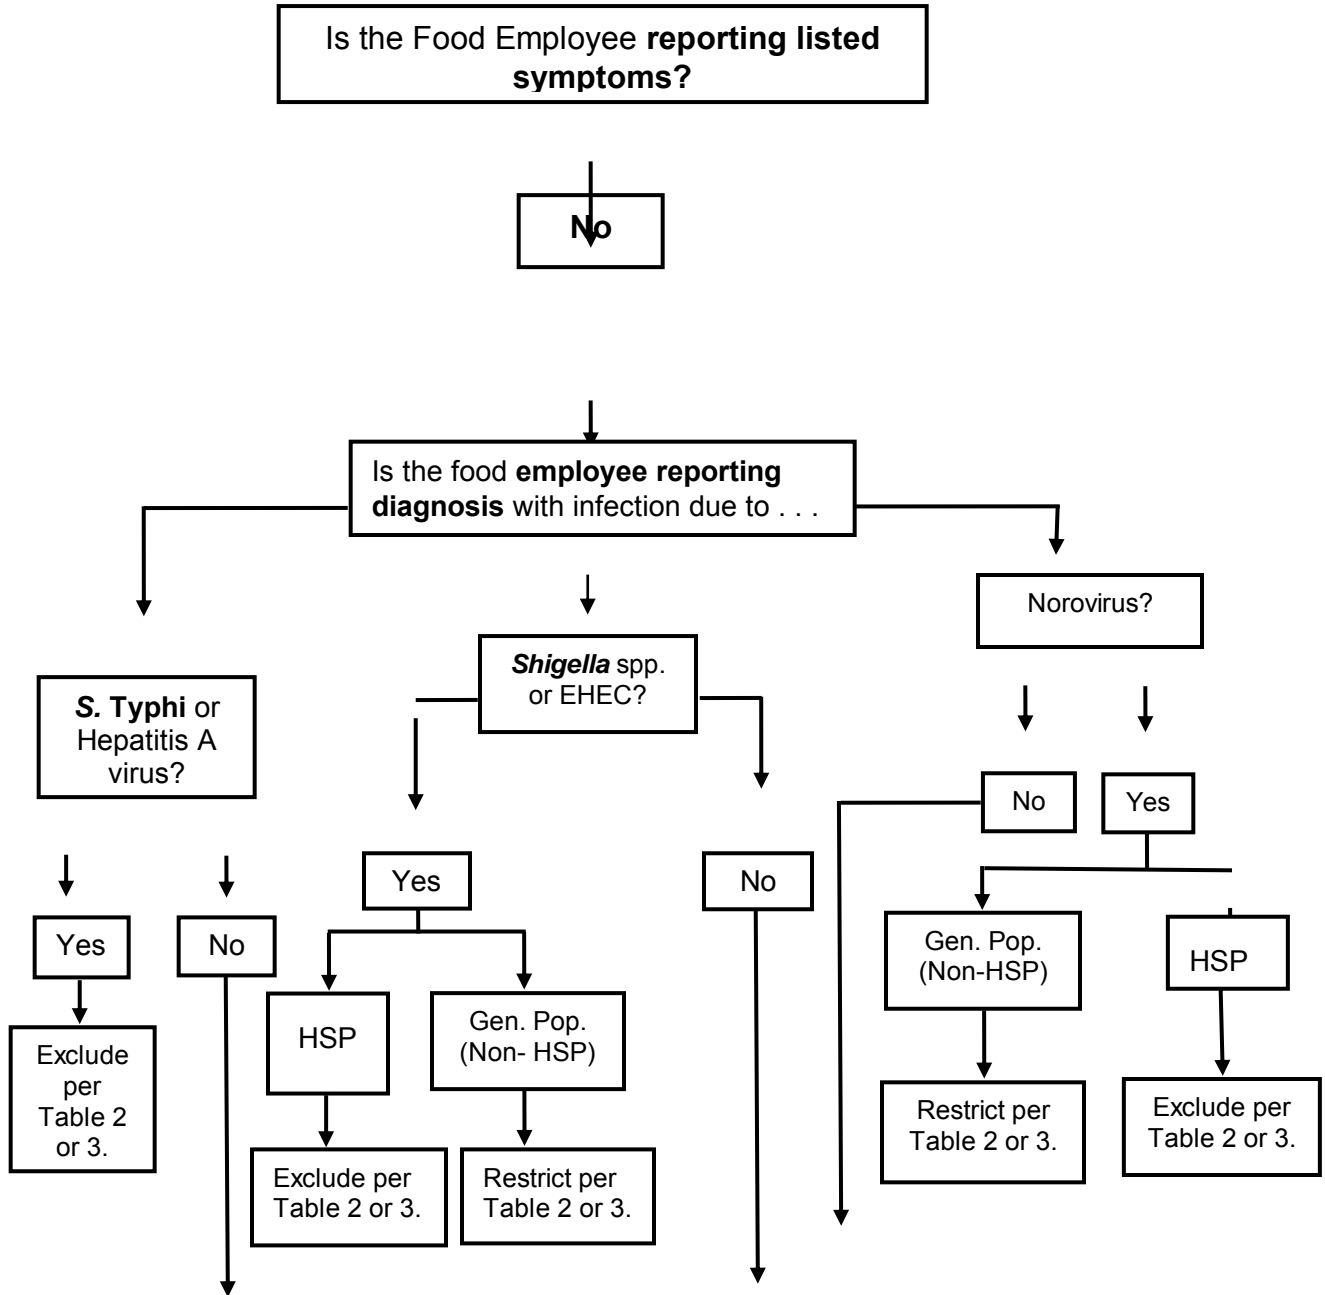 Is the Food Employee reporting listed
symptoms?
No
Is the food employee reporting
diagnosis with infection due to . . .
Norovirus?
Shigella spp.
or EHEC?
S. Typhi or
Hepatitis A
virus?
No
Yes
Yes
No
Yes
No
Gen. Pop.
(Non-HSP)
HSP
HSP
Gen. Pop.
(Non- HSP)
Exclude
per
Table 2
or 3.
Restrict per
Table 2 or 3.
Exclude per
Table 2 or 3.
Exclude per
Table 2 or 3.
Restrict per
Table 2 or 3.